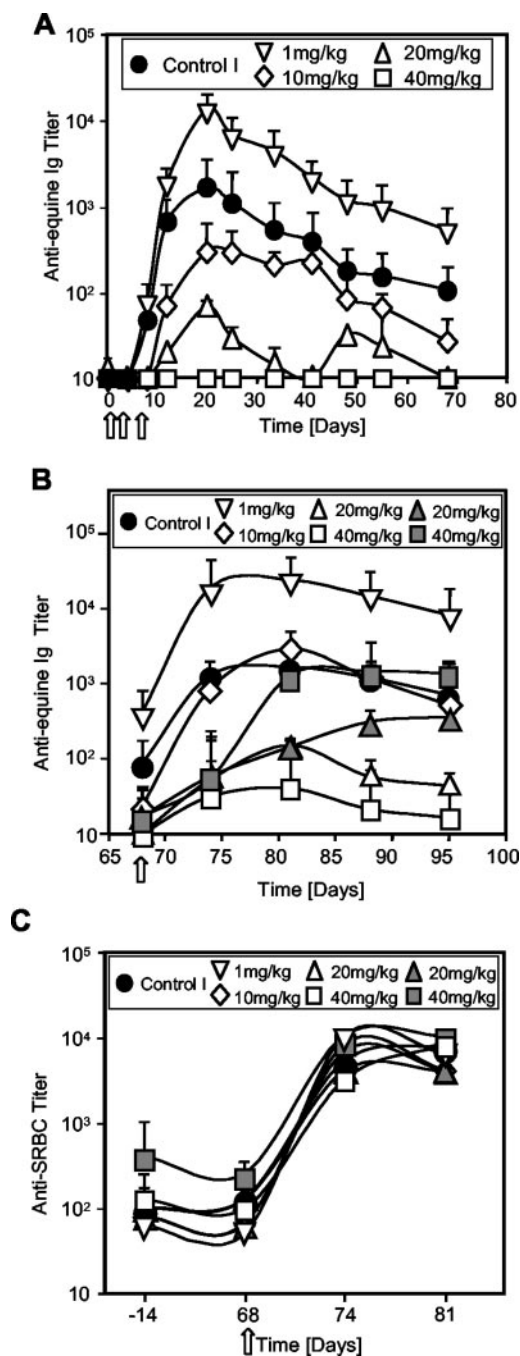 A
Control I 1mg/kg 20mg/kg
10mg/kg 40mg/kg
Anti-equine Ig Titer
10^5
10^4
10^3
10^2
10
0 10 20 30 40 50 60 70 80
Time [Days]
B
Control I 1mg/kg 20mg/kg 20mg/kg
10mg/kg 40mg/kg 40mg/kg
Anti-equine Ig Titer
10^5
10^4
10^3
10^2
10
65 70 75 80 85 90 95 100
Time [Days]
C
Control I 1mg/kg 20mg/kg 20mg/kg
10mg/kg 40mg/kg 40mg/kg
Anti-SRBC Titer
10^5
10^4
10^3
10^2
10
-14 68 74 81
Time [Days]